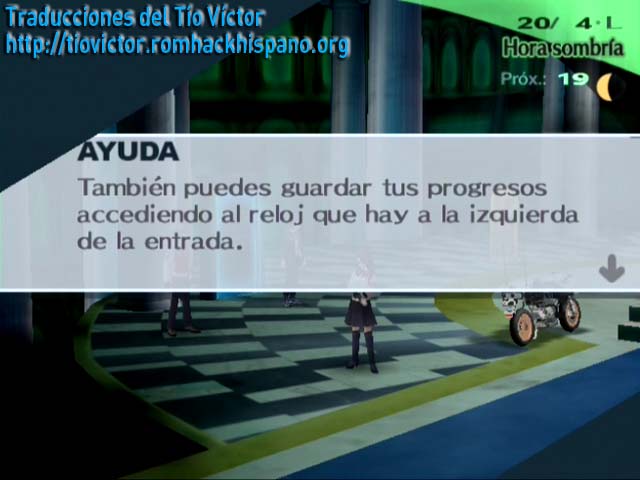 Traducciones del Tío Víctor
http://tiovictor.romhackhispano.org
20/ 4·L
Hora sombría
Próx.: 19
AYUDA
También puedes guardar tus progresos
accediendo al reloj que hay a la izquierda
de la entrada.